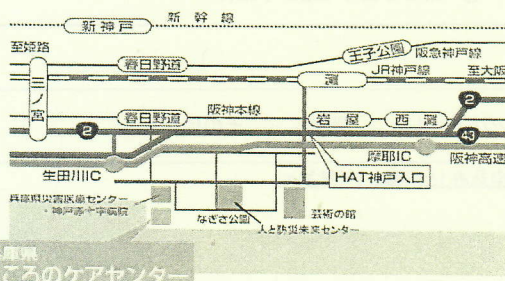 新幹線
新神戸
至姫路
王子公園
阪急神戸線
春日野道
JR神戸線
至大阪
灘
三ノ宮
阪神本線
2
春日野道
岩屋
西灘
2
43
摩耶IC
阪神高速
生田川IC
HAT神戸入口
兵庫県災害医療センター
・神戸赤十字病院
なぎさ公園
芸術の館
人と防災未来センター
庫県
ころのケアセンター